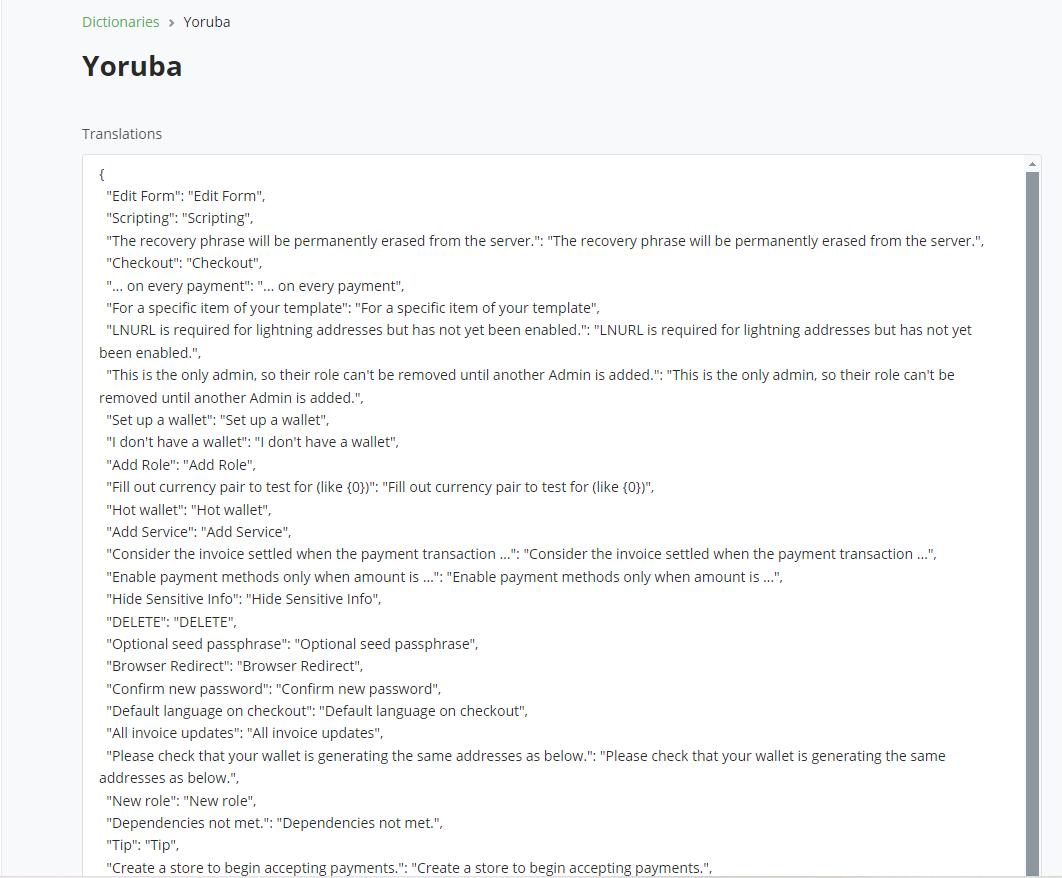 Dictionaries › Yoruba
Yoruba
Translations
{
"Edit Form": "Edit Form",
"Scripting": "Scripting",
"The recovery phrase will be permanently erased from the server.": "The recovery phrase will be permanently erased from the server.",
"Checkout": "Checkout",
"... on every payment": "... on every payment",
"For a specific item of your template": "For a specific item of your template",
"LNURL is required for lightning addresses but has not yet been enabled.": "LNURL is required for lightning addresses but has not yet
been enabled.",
"This is the only admin, so their role can't be removed until another Admin is added.": "This is the only admin, so their role can't be
removed until another Admin is added.",
"Set up a wallet": "Set up a wallet",
"I don't have a wallet": "I don't have a wallet",
"Add Role": "Add Role",
"Fill out currency pair to test for (like {0})": "Fill out currency pair to test for (like {0})",
"Hot wallet": "Hot wallet",
"Add Service": "Add Service",
"Consider the invoice settled when the payment transaction …": "Consider the invoice settled when the payment transaction …",
"Enable payment methods only when amount is …": "Enable payment methods only when amount is …",
"Hide Sensitive Info": "Hide Sensitive Info",
"DELETE": "DELETE",
"Optional seed passphrase": "Optional seed passphrase",
"Browser Redirect": "Browser Redirect",
"Confirm new password": "Confirm new password",
"Default language on checkout": "Default language on checkout",
"All invoice updates": "All invoice updates",
"Please check that your wallet is generating the same addresses as below.": "Please check that your wallet is generating the same
addresses as below.",
"New role": "New role",
"Dependencies not met.": "Dependencies not met.",
"Tip": "Tip",
"Create a store to begin accepting payments.": "Create a store to begin accepting payments.",